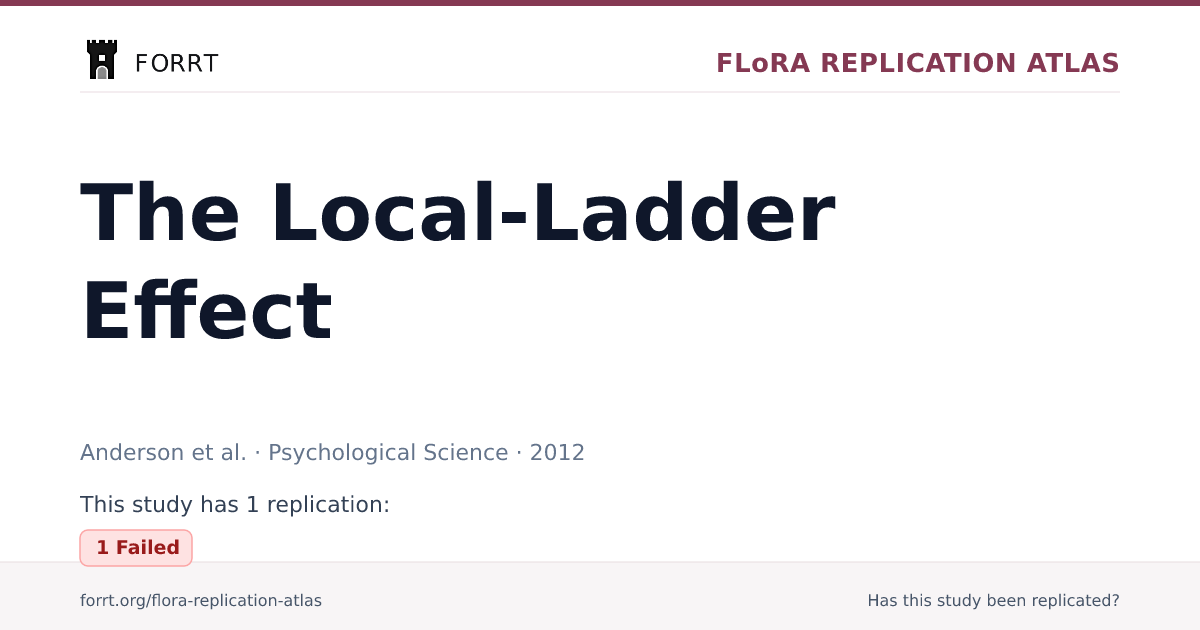 FORRT
FLoRA REPLICATION ATLAS
The Local-Ladder
Effect
Anderson et al. · Psychological Science · 2012
This study has 1 replication:
1 Failed
forrt.org/flora-replication-atlas
Has this study been replicated?